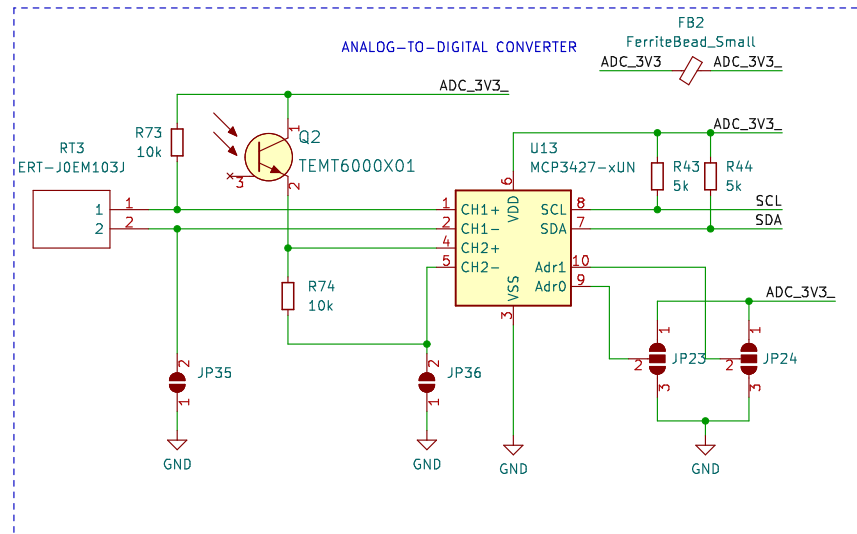 FB2
FerriteBead_Small
ANALOG-TO-DIGITAL CONVERTER
ADC_3V3
ADC_3V3_
ADC_3V3_
R73
10k
1
Q2
TEMT6000X01
3
2
ADC_3V3_
RT3
ERT-J0EM103J
U13
MCP3427-xUN
6
VDD
R43
5k
R44
5k
1
1
2
2
1
CH1+
2
CH1-
4
CH2+
5
CH2-
SCL
8
SCL
SDA
7
SDA
Adr1
10
Adr0
9
VSS
3
R74
10k
ADC_3V3_
1
2
JP23
3
1
2
JP24
3
2
JP35
1
2
JP36
1
GND
GND
GND
GND